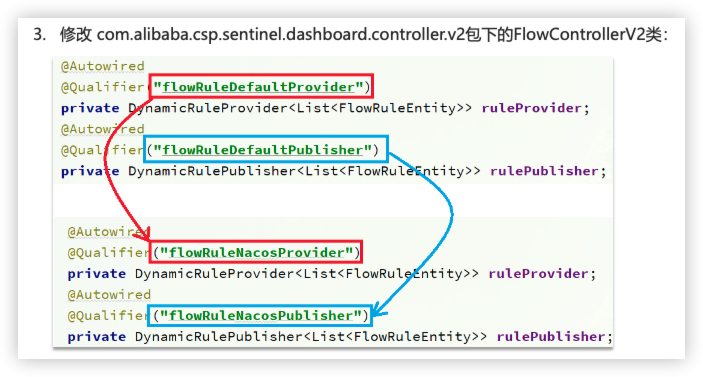 3. 修改 com.alibaba.csp.sentinel.dashboard.controller.v2包下的FlowControllerV2类：
@Autowired
@Qualifier("flowRuleDefaultProvider")
private DynamicRuleProvider<List<FlowRuleEntity>> ruleProvider;
@Autowired
@Qualifier("flowRuleDefaultPublisher")
private DynamicRulePublisher<List<FlowRuleEntity>> rulePublisher;
@Autowired
@Qualifier("flowRuleNacosProvider")
private DynamicRuleProvider<List<FlowRuleEntity>> ruleProvider;
@Autowired
@Qualifier("flowRuleNacosPublisher")
private DynamicRulePublisher<List<FlowRuleEntity>> rulePublisher;